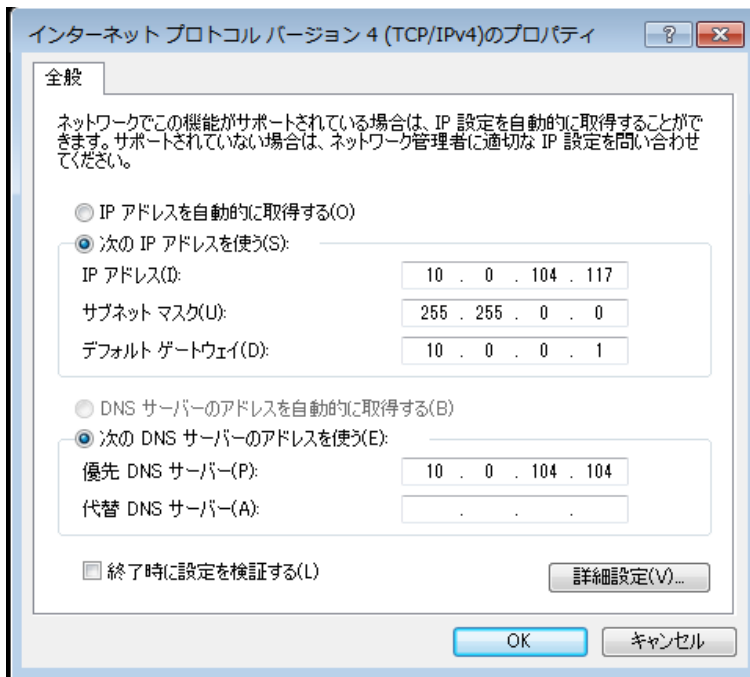 インターネット プロトコル バージョン 4 (TCP/IPv4)のプロパティ
全般
ネットワークでこの機能がサポートされている場合は、IP 設定を自動的に取得することがで
きます。サポートされていない場合は、ネットワーク管理者に適切な IP 設定を問い合わせ
てください。
IP アドレスを自動的に取得する(O)
次の IP アドレスを使う(S):
IP アドレス(I): 10 . 0 . 104 . 117
サブネット マスク(U): 255 . 255 . 0 . 0
デフォルト ゲートウェイ(D): 10 . 0 . 0 . 1
DNS サーバーのアドレスを自動的に取得する(B)
次の DNS サーバーのアドレスを使う(E):
優先 DNS サーバー(P): 10 . 0 . 104 . 104
代替 DNS サーバー(A): . . .
終了時に設定を検証する(L)
詳細設定(V)...
OK キャンセル